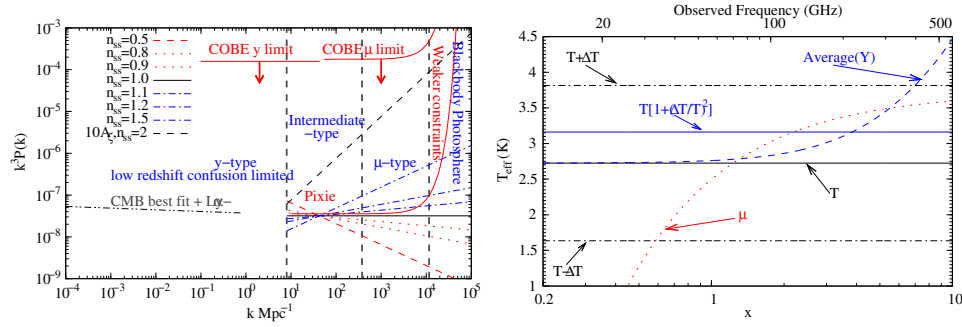 n_ss=0.5
n_ss=0.8
n_ss=0.9
n_ss=1.0
n_ss=1.1
n_ss=1.2
n_ss=1.5
10A_ζ,n_ss=2
COBE y limit
COBE μ limit
Weaker constraints
Blackbody Photosphere
Intermediate
-type
y-type
low redshift confusion limited
μ-type
Pixie
CMB best fit + Lyα-
k³P(k)
10⁻³
10⁻⁴
10⁻⁵
10⁻⁶
10⁻⁷
10⁻⁸
10⁻⁹
10⁻⁴ 10⁻³ 10⁻² 10⁻¹ 10⁰ 10¹ 10² 10³ 10⁴ 10⁵
k Mpc⁻¹
Observed Frequency (GHz)
20 100 500
T_eff(K)
4.5
4
3.5
3
2.5
2
1.5
1
T+ΔT
Average(Y)
T[1+(ΔT/T)²]
T
μ
T-ΔT
0.2 1 10
x